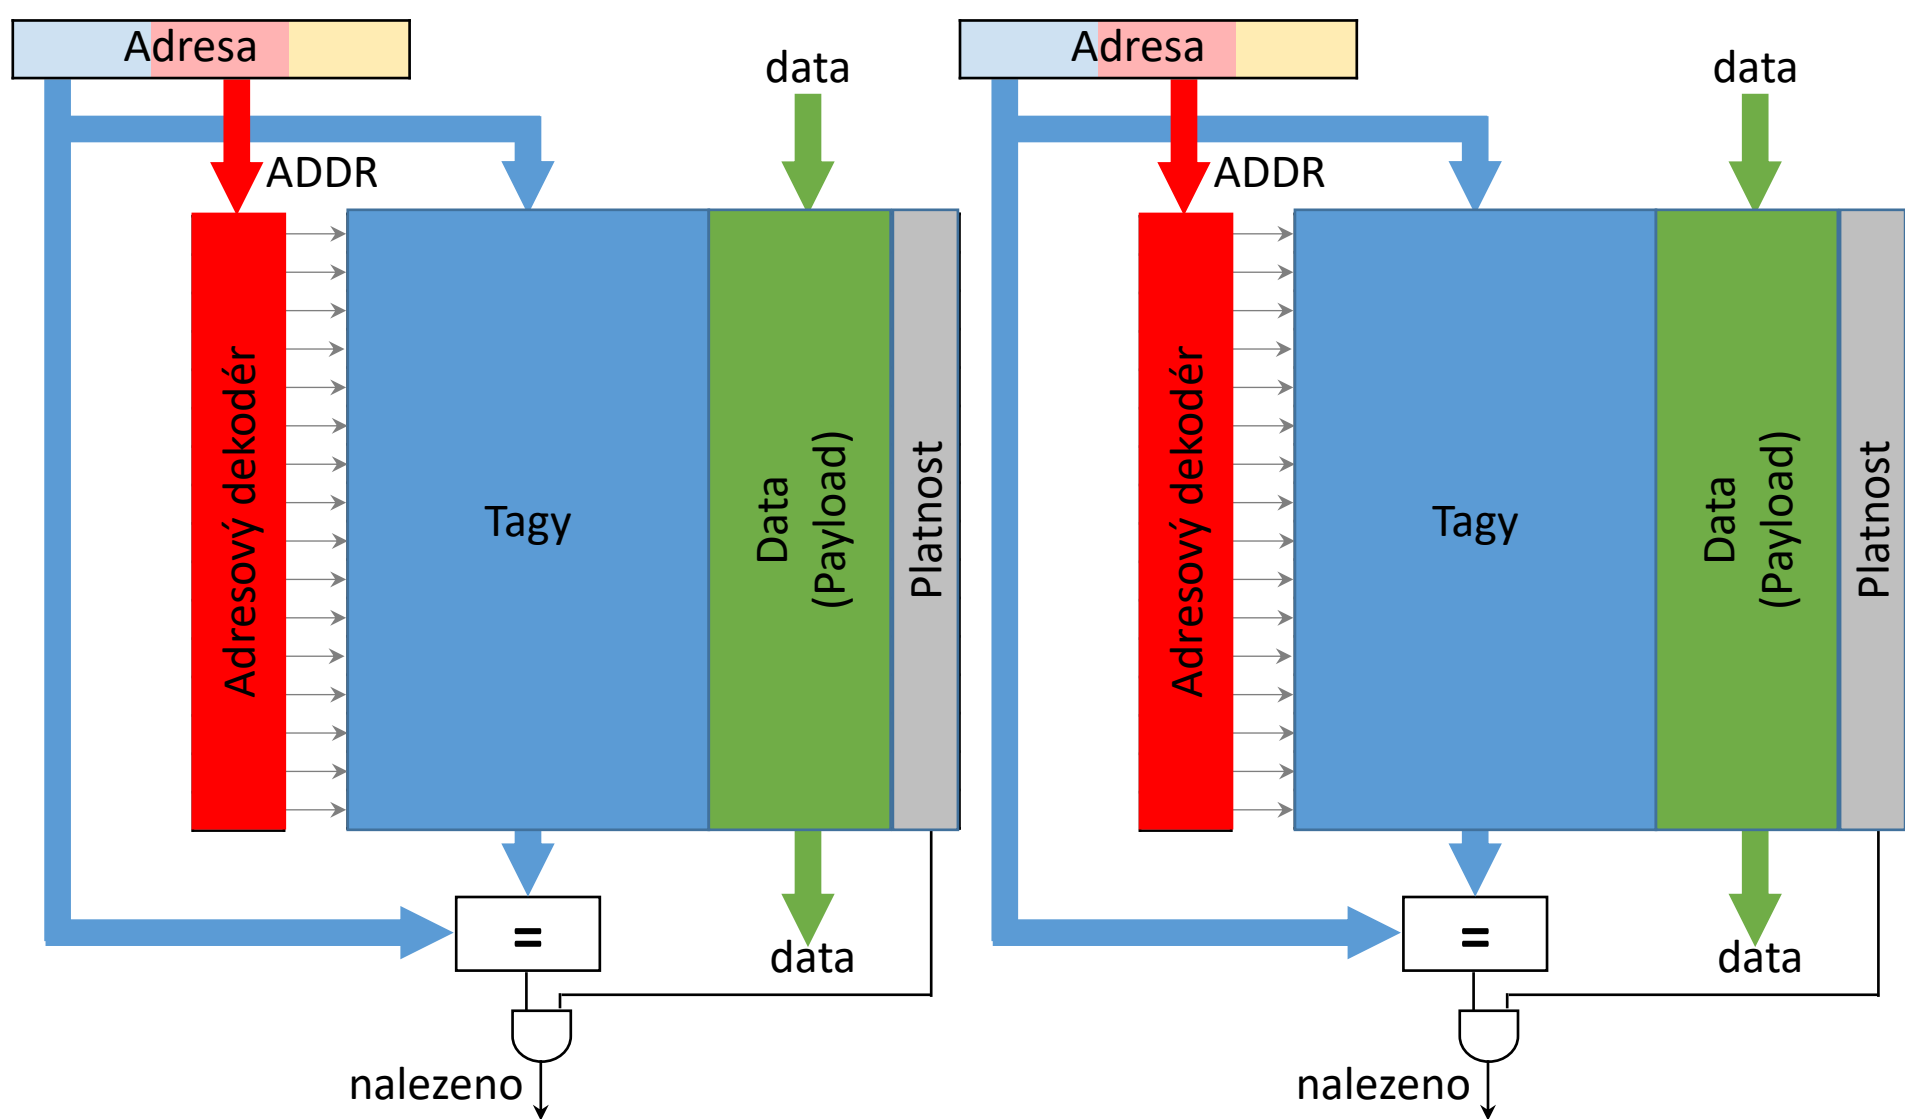 Adresa
data
ADDR
Adresový dekodér
Tagy
Data
(Payload)
Platnost
=
data
nalezeno
Adresa
data
ADDR
Adresový dekodér
Tagy
Data
(Payload)
Platnost
=
data
nalezeno